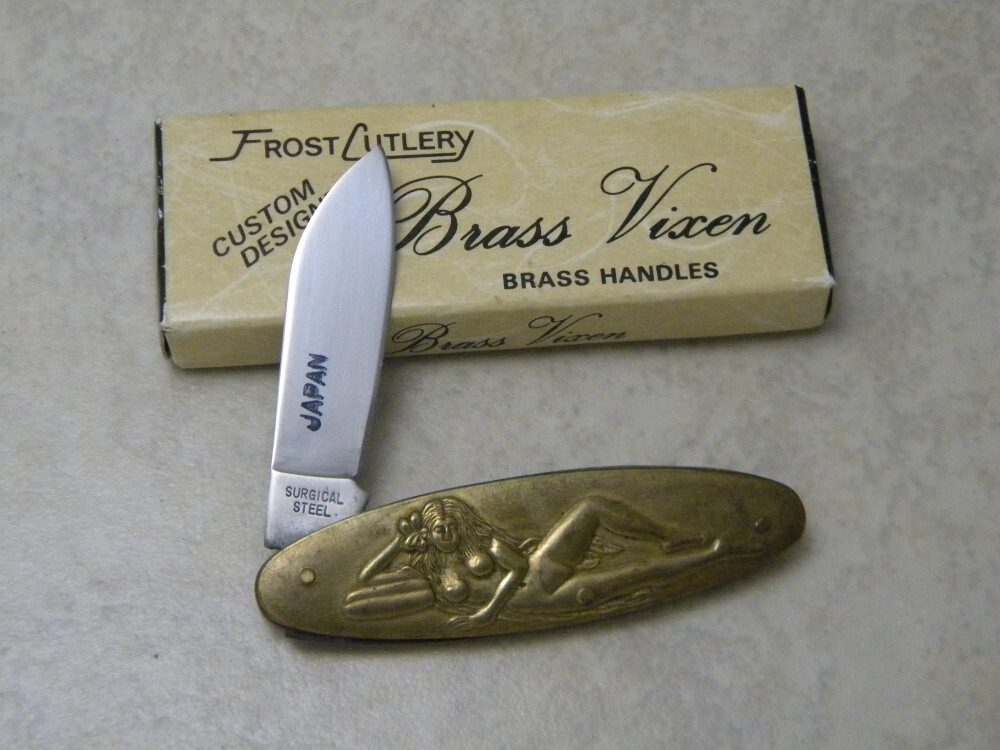 FROST CUTLERY
CUSTOM
DESIGN
Brass Vixen
BRASS HANDLES
Brass Vixen
JAPAN
SURGICAL
STEEL